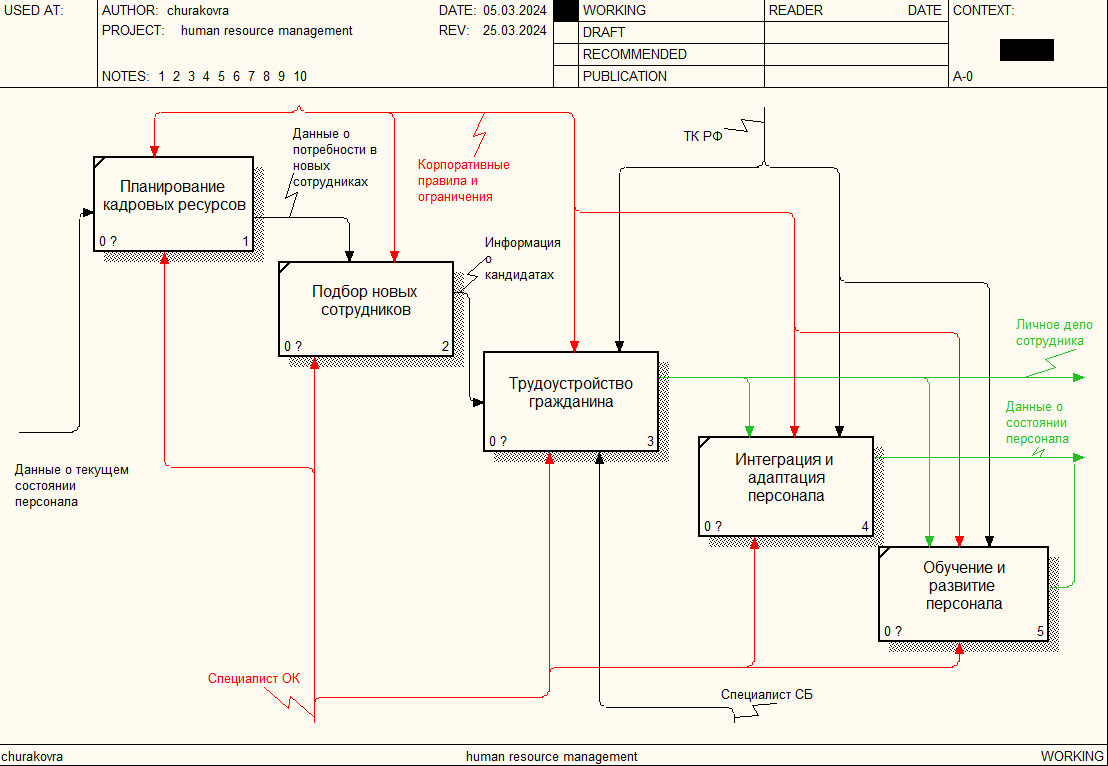 USED AT:
AUTHOR: churakovra
DATE: 05.03.2024
PROJECT: human resource management
REV: 25.03.2024
NOTES: 1 2 3 4 5 6 7 8 9 10
WORKING
DRAFT
RECOMMENDED
PUBLICATION
READER
DATE
CONTEXT:
A-0
Данные о
потребности в
новых
сотрудниках
Корпоративные
правила и
ограничения
ТК РФ
Планирование
кадровых ресурсов
0 ?
1
Информация
о
кандидатах
Подбор новых
сотрудников
0 ?
2
Личное дело
сотрудника
Трудоустройство
гражданина
0 ?
3
Данные о
состоянии
персонала
Данные о текущем
состоянии
персонала
Интеграция и
адаптация
персонала
0 ?
4
Обучение и
развитие
персонала
0 ?
5
Специалист ОК
Специалист СБ
churakovra
human resource management
WORKING